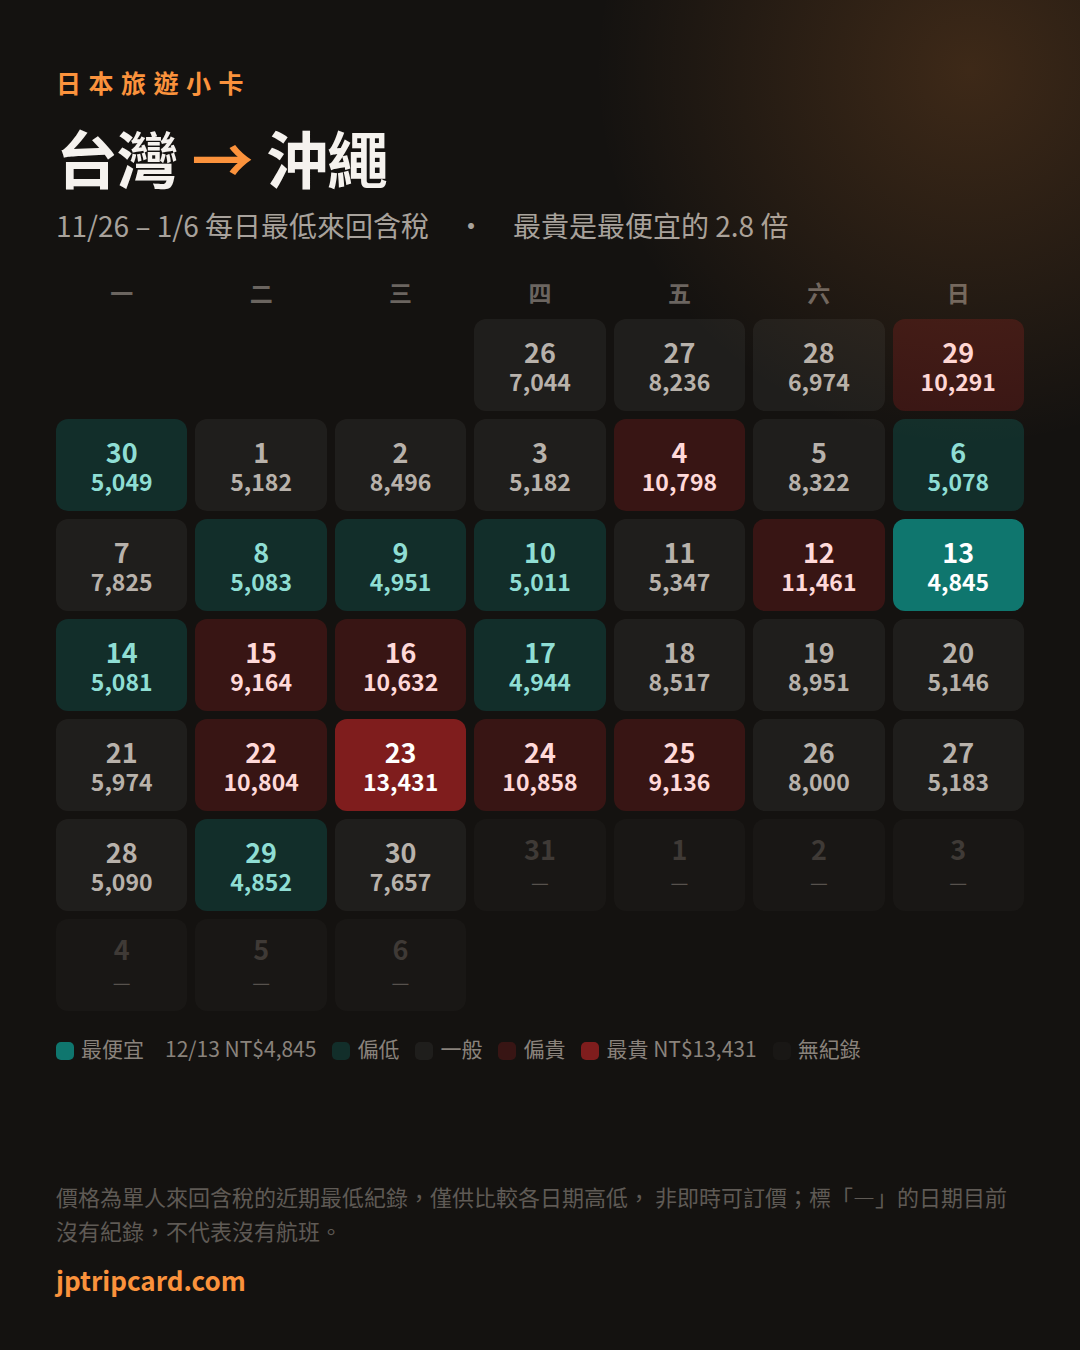 日本旅遊小卡
台灣 → 沖繩
11/26 – 1/6 每日最低來回含稅 ・ 最貴是最便宜的 2.8 倍
一 二 三 四 五 六 日
26 27 28 29
7,044 8,236 6,974 10,291
30 1 2 3 4 5 6
5,049 5,182 8,496 5,182 10,798 8,322 5,078
7 8 9 10 11 12 13
7,825 5,083 4,951 5,011 5,347 11,461 4,845
14 15 16 17 18 19 20
5,081 9,164 10,632 4,944 8,517 8,951 5,146
21 22 23 24 25 26 27
5,974 10,804 13,431 10,858 9,136 8,000 5,183
28 29 30 31 1 2 3
5,090 4,852 7,657 — — — —
4 5 6
— — —
最便宜 12/13 NT$4,845 偏低 一般 偏貴 最貴 NT$13,431 無紀錄
價格為單人來回含稅的近期最低紀錄，僅供比較各日期高低， 非即時可訂價；標「—」的日期目前
沒有紀錄，不代表沒有航班。
jptripcard.com